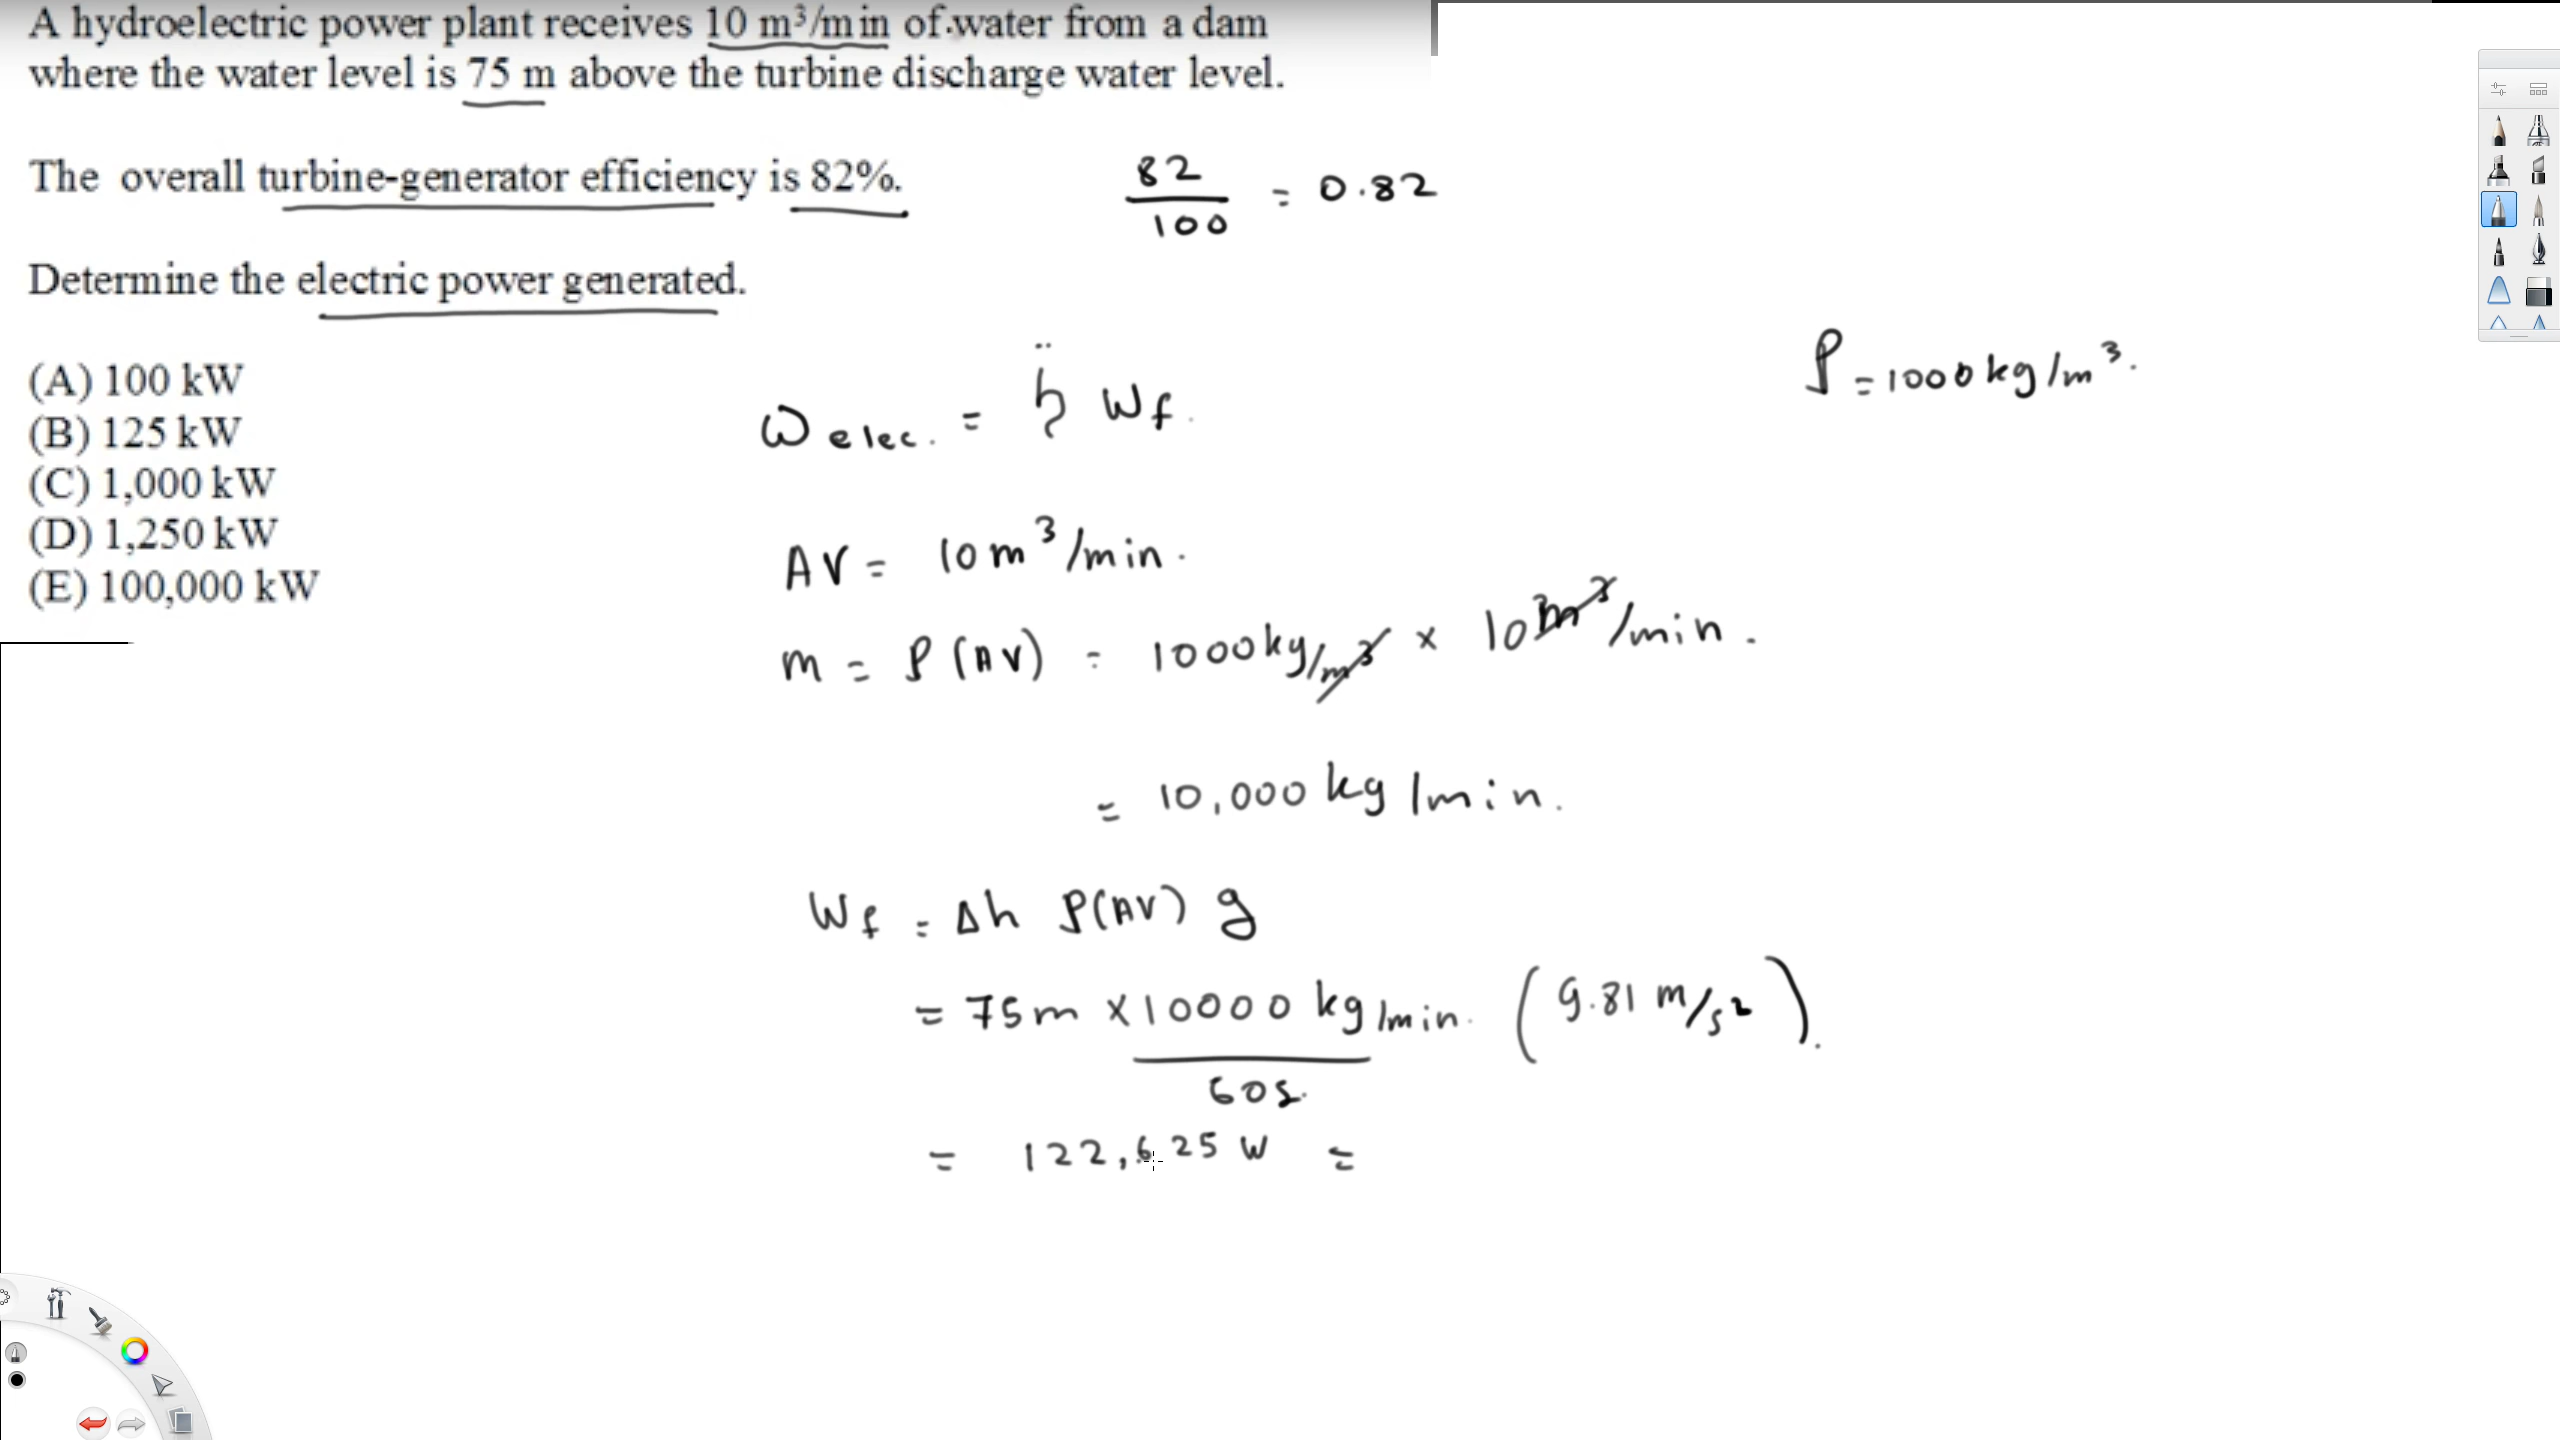 A hydroelectric power plant receives 10 m³/min of water from a dam
where the water level is 75 m above the turbine discharge water level.
The overall turbine-generator efficiency is 82%.
82/100 = 0.82
Determine the electric power generated.
(A) 100 kW
(B) 125 kW
(C) 1,000 kW
(D) 1,250 kW
(E) 100,000 kW
ρ = 1000 kg/m³.
W elec. = η Wf.
AV = 10 m³/min.
m = ρ(AV) = 1000 kg/m³ × 10 m³/min.
= 10,000 kg/min.
Wf = Δh ρ(AV) g
= 75m × 10000 kg/min. (9.81 m/s²).
60s.
= 122,625 W =